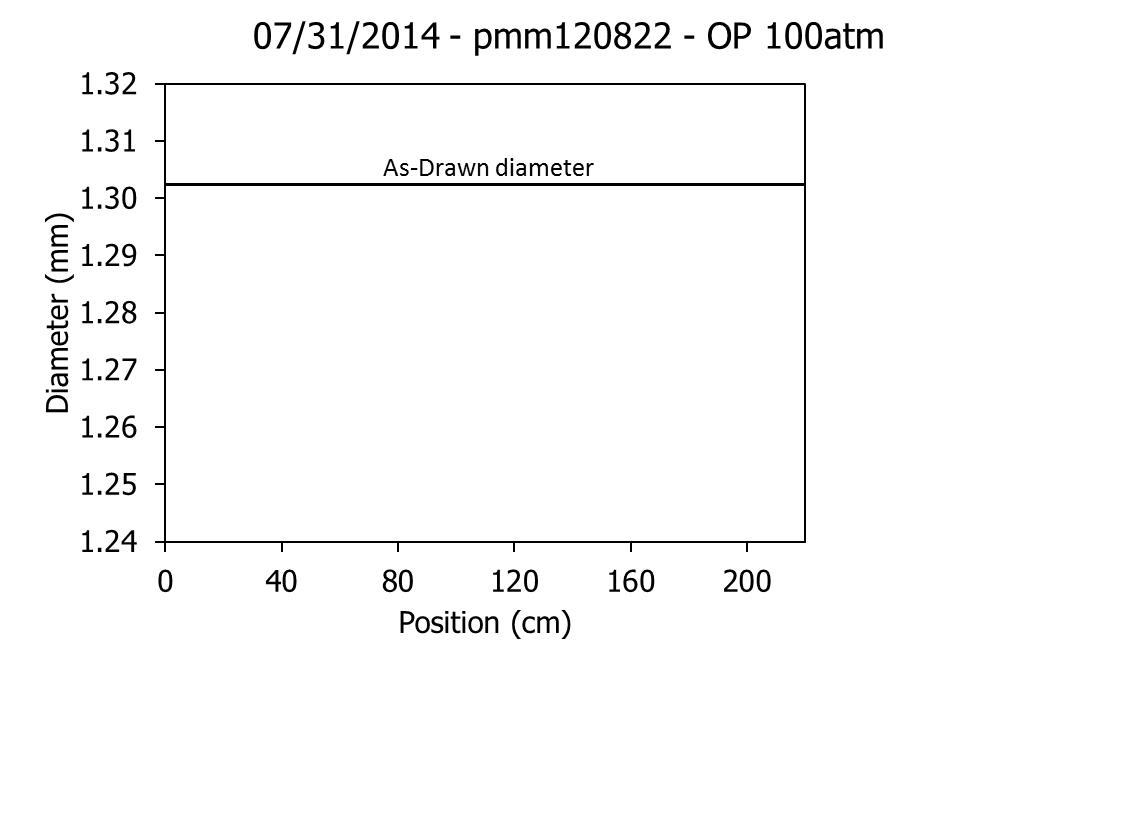 07/31/2014 - pmm120822 - OP 100atm
1.32
1.31
As-Drawn diameter
1.30
1.29
1.28
1.27
1.26
1.25
1.24
Diameter (mm)
0 40 80 120 160 200
Position (cm)